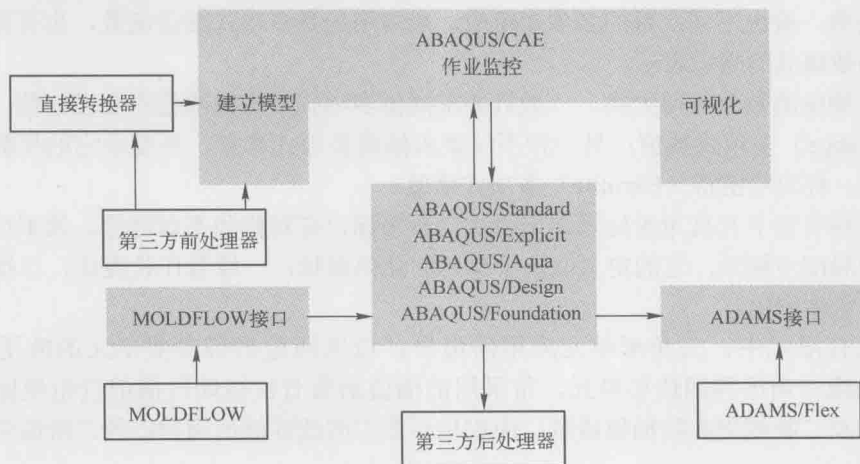 ABAQUS/CAE
作业监控
直接转换器
建立模型
可视化
第三方前处理器
ABAQUS/Standard
ABAQUS/Explicit
ABAQUS/Aqua
ABAQUS/Design
ABAQUS/Foundation
MOLDFLOW接口
ADAMS接口
MOLDFLOW
第三方后处理器
ADAMS/Flex